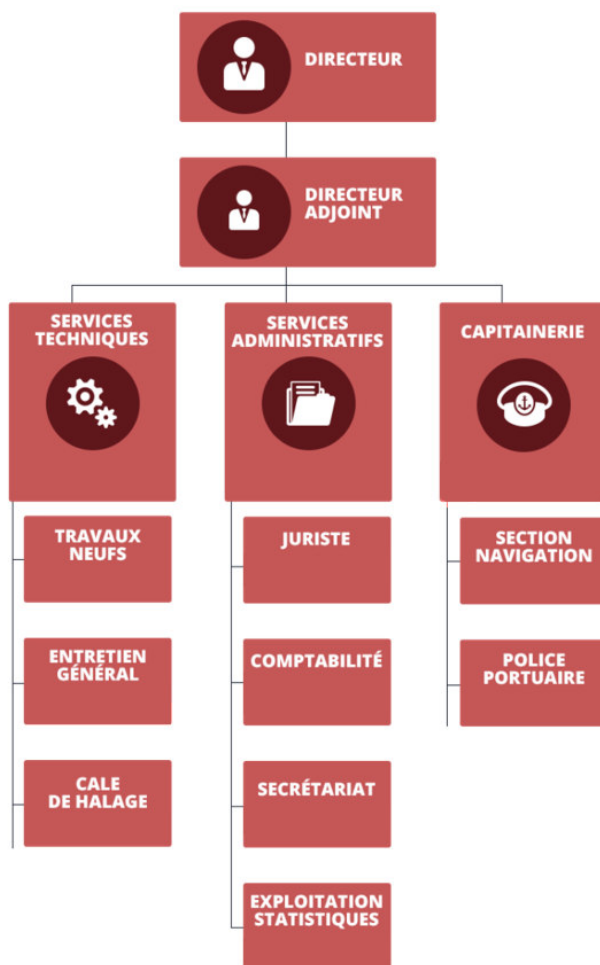 DIRECTEUR
DIRECTEUR
ADJOINT
SERVICES
TECHNIQUES
SERVICES
ADMINISTRATIFS
CAPITAINERIE
TRAVAUX
NEUFS
ENTRETIEN
GÉNÉRAL
CALE
DE HALAGE
JURISTE
COMPTABILITÉ
SECRÉTARIAT
EXPLOITATION
STATISTIQUES
SECTION
NAVIGATION
POLICE
PORTUAIRE